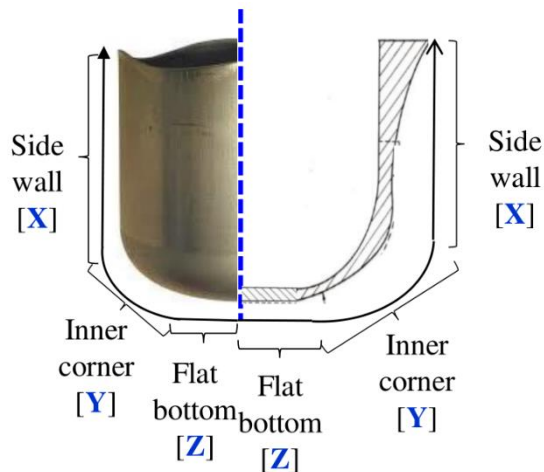 Side
wall
[X]
Side
wall
[X]
Inner
corner
[Y]
Flat
bottom
[Z]
Flat
bottom
[Z]
Inner
corner
[Y]